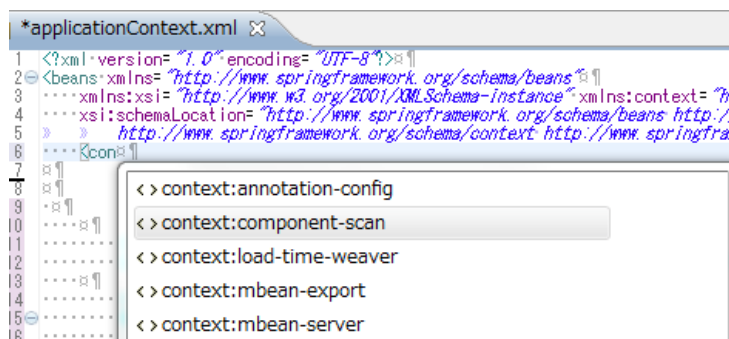 *applicationContext.xml
1 <?xml version="1.0" encoding="UTF-8"?>
2 <beans xmlns="http://www.springframework.org/schema/beans"
3 xmlns:xsi="http://www.w3.org/2001/XMLSchema-instance" xmlns:context="h
4 xsi:schemaLocation="http://www.springframework.org/schema/beans http:/
5 http://www.springframework.org/schema/context http://www.springfra
6 <con
7
8
<> context:annotation-config
9
<> context:component-scan
10
11
<> context:load-time-weaver
12
13
<> context:mbean-export
14
15
<> context:mbean-server
16